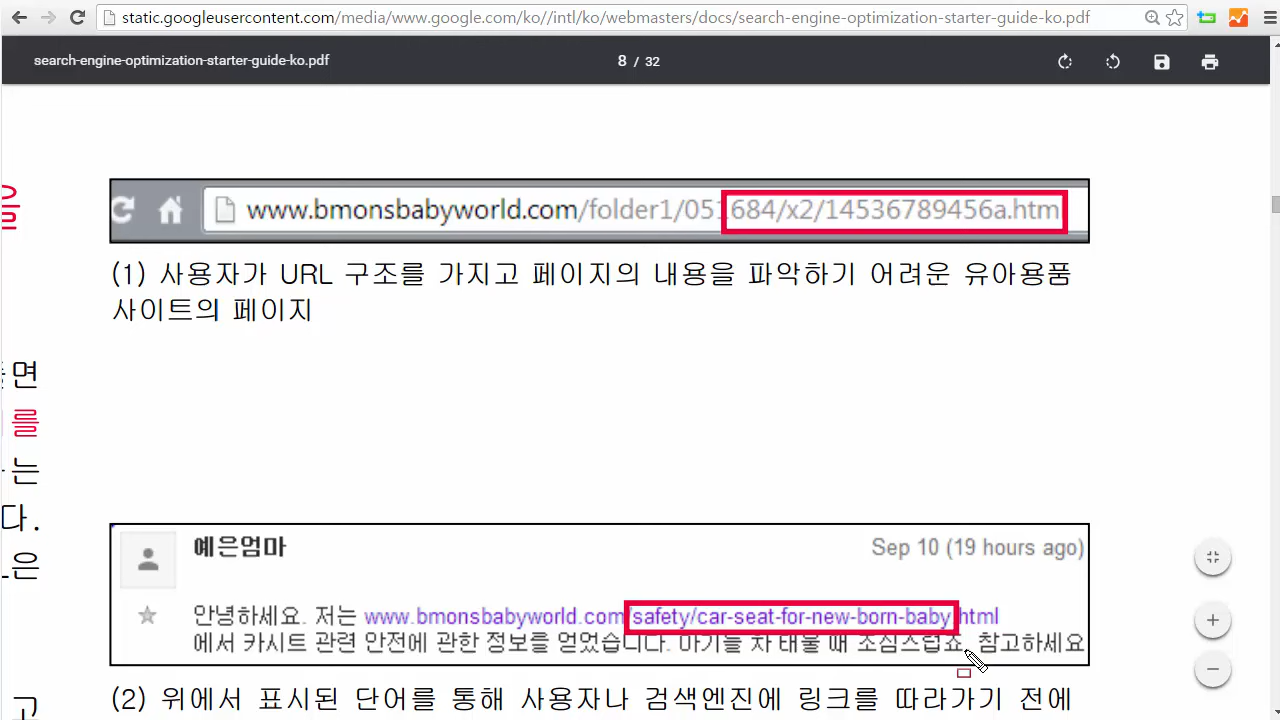 static.googleusercontent.com/media/www.google.com/ko//intl/ko/webmasters/docs/search-engine-optimization-starter-guide-ko.pdf
search-engine-optimization-starter-guide-ko.pdf
8 / 32
www.bmonsbabyworld.com/folder1/051684/x2/14536789456a.htm
(1) 사용자가 URL 구조를 가지고 페이지의 내용을 파악하기 어려운 유아용품
사이트의 페이지
면
를
는
다.
은
고
예은엄마
Sep 10 (19 hours ago)
안녕하세요. 저는 www.bmonsbabyworld.com/safety/car-seat-for-new-born-baby.html
에서 카시트 관련 안전에 관한 정보를 얻었습니다. 아기를 차 태울 때 조심스럽죠. 참고하세요
(2) 위에서 표시된 단어를 통해 사용자나 검색엔진에 링크를 따라가기 전에